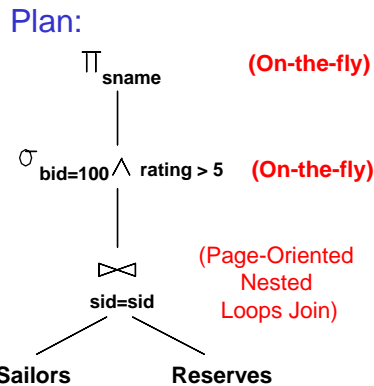 Plan:
π sname (On-the-fly)
σ bid=100 ∧ rating > 5 (On-the-fly)
(Page-Oriented
Nested
Loops Join)
⋈
sid=sid
Sailors Reserves